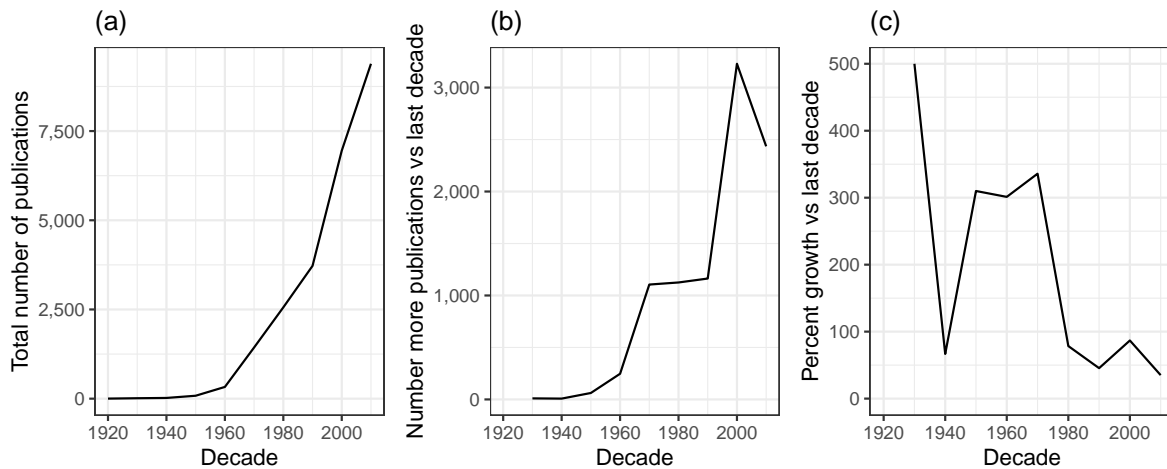 (a)
Total number of publications
7,500
5,000
2,500
0
1920 1940 1960 1980 2000
Decade
(b)
Number more publications vs last decade
3,000
2,000
1,000
0
1920 1940 1960 1980 2000
Decade
(c)
Percent growth vs last decade
500
400
300
200
100
0
1920 1940 1960 1980 2000
Decade